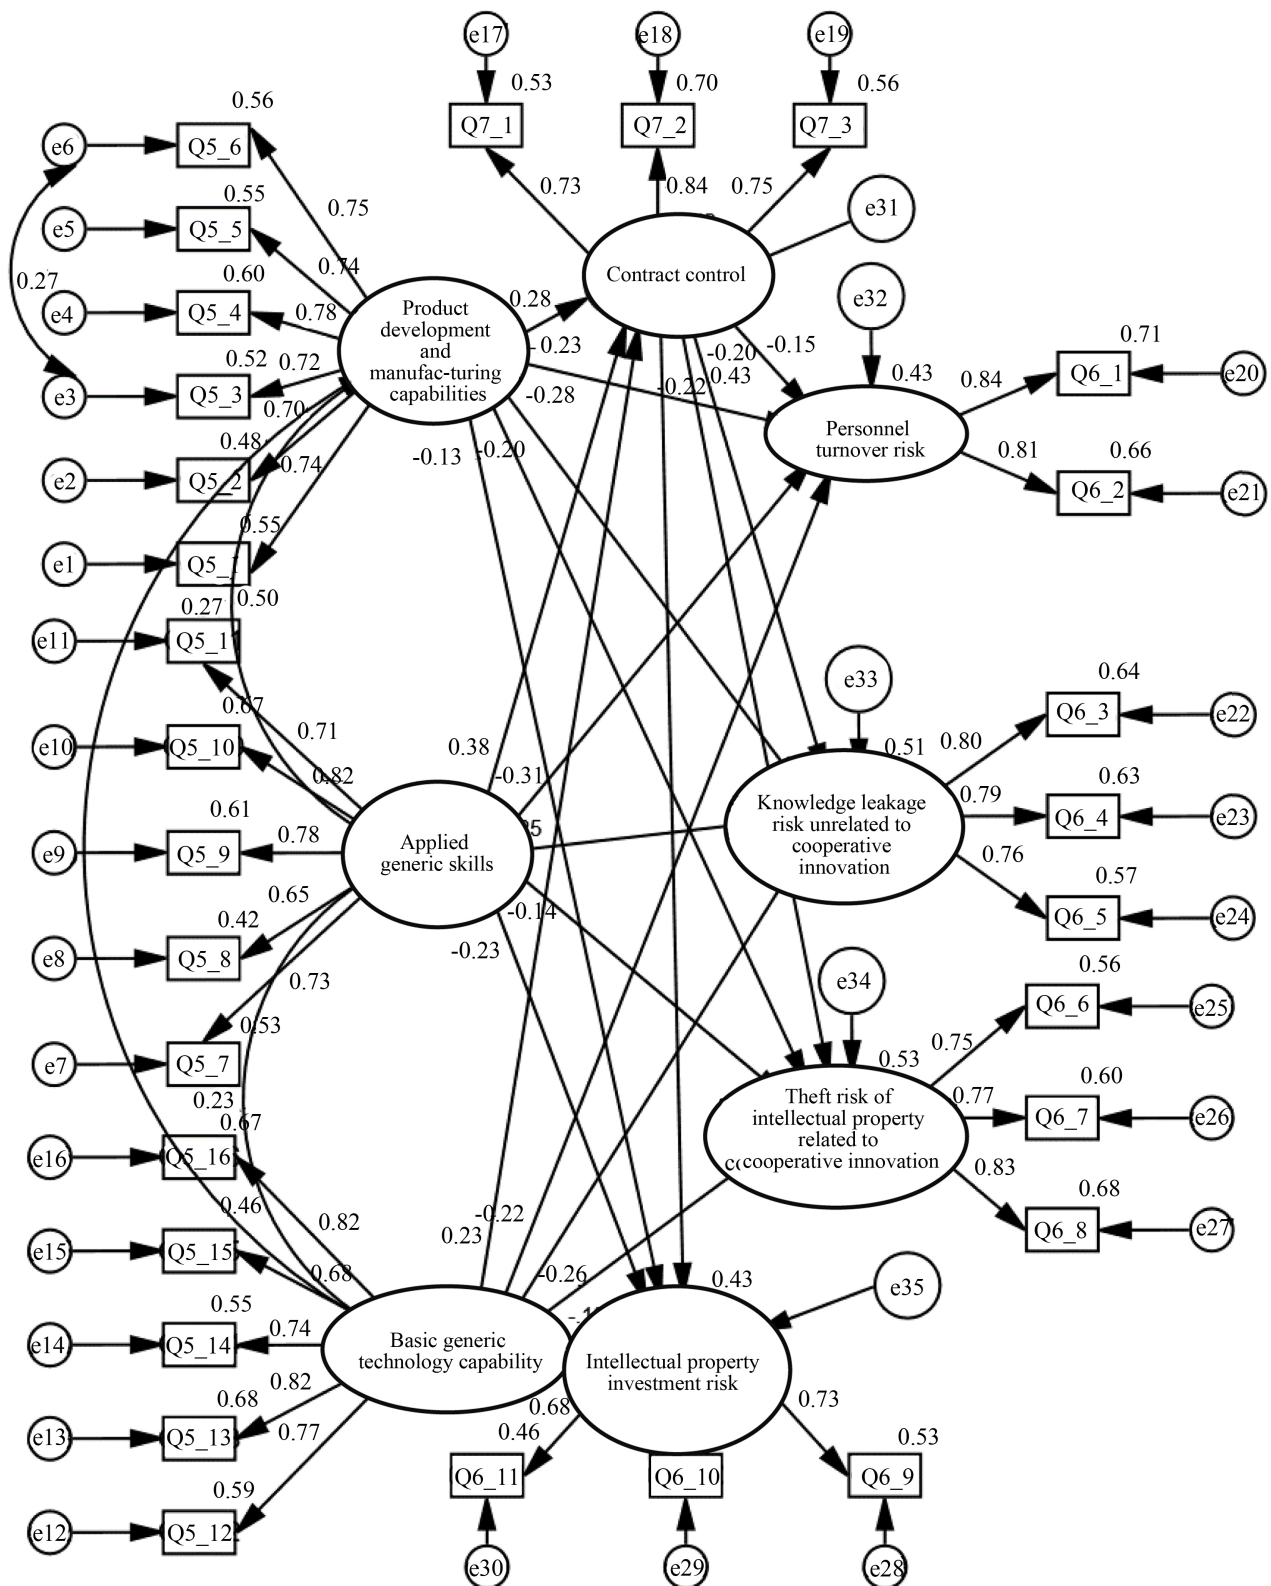 e17
e18
e19
0.53
0.70
0.56
Q7_1
Q7_2
Q7_3
0.73
0.84
0.75
e31
Contract control
e32
0.56
e6
Q5_6
0.75
0.55
e5
Q5_5
0.74
0.27
0.60
e4
Q5_4
0.78
0.52
0.72
e3
Q5_3
0.70
0.48
e2
Q5_2
0.74
0.55
e1
Q5_1
Product
development
and
manufac-turing
capabilities
0.28
-0.23
-0.28
-0.13
-0.20
-0.20
-0.15
-0.22
0.43
0.43
Personnel
turnover risk
0.84
0.71
Q6_1
e20
0.81
0.66
Q6_2
e21
0.50
0.27
e11
Q5_11
0.67
0.71
e10
Q5_10
0.82
0.61
e9
Q5_9
0.78
0.65
0.42
e8
Q5_8
0.73
0.53
e7
Q5_7
Applied
generic skills
0.38
-0.31
-0.14
-0.23
e33
0.51
Knowledge leakage
risk unrelated to
cooperative
innovation
0.80
0.64
Q6_3
e22
0.79
0.63
Q6_4
e23
0.76
0.57
Q6_5
e24
e34
0.53
Theft risk of
intellectual property
related to
cooperative innovation
0.75
0.56
Q6_6
e25
0.77
0.60
Q6_7
e26
0.83
0.68
Q6_8
e27
0.23
0.67
e16
Q5_16
0.46
0.82
e15
Q5_15
0.68
0.55
e14
Q5_14
0.74
0.82
0.68
e13
Q5_13
0.77
0.59
e12
Q5_12
Basic generic
technology capability
-0.22
0.23
-0.26
0.43
e35
Intellectual property
investment risk
0.68
0.46
0.73
0.53
Q6_11
Q6_10
Q6_9
e30
e29
e28